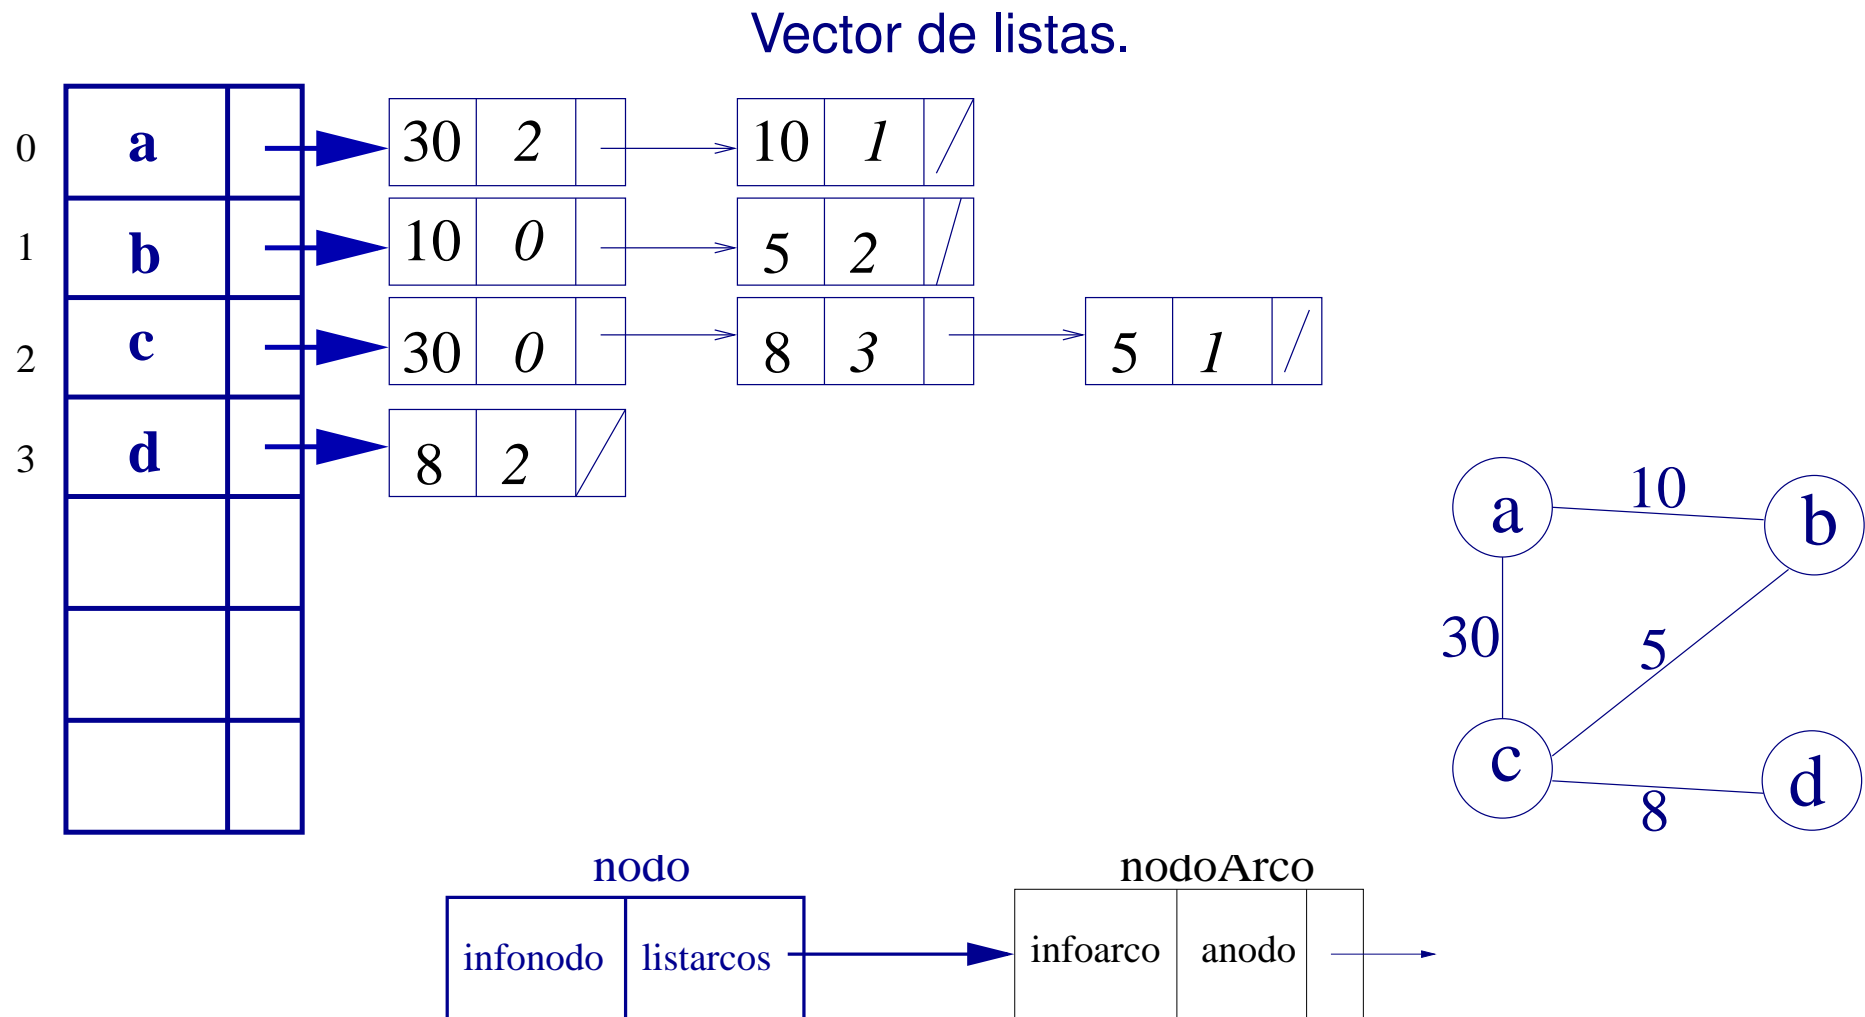 Vector de listas.
0 a 30 2 10 1
1 b 10 0 5 2
2 c 30 0 8 3 5 1
3 d 8 2
a 10 b
30 5
c 8 d
nodo nodoArco
infonodo listarcos infoarco anodo